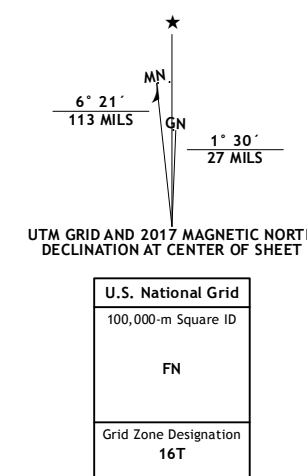 ★
MN
6° 21´
113 MILS
GN
1° 30´
27 MILS
UTM GRID AND 2017 MAGNETIC NORT
DECLINATION AT CENTER OF SHEET
U.S. National Grid
100,000-m Square ID
FN
Grid Zone Designation
16T